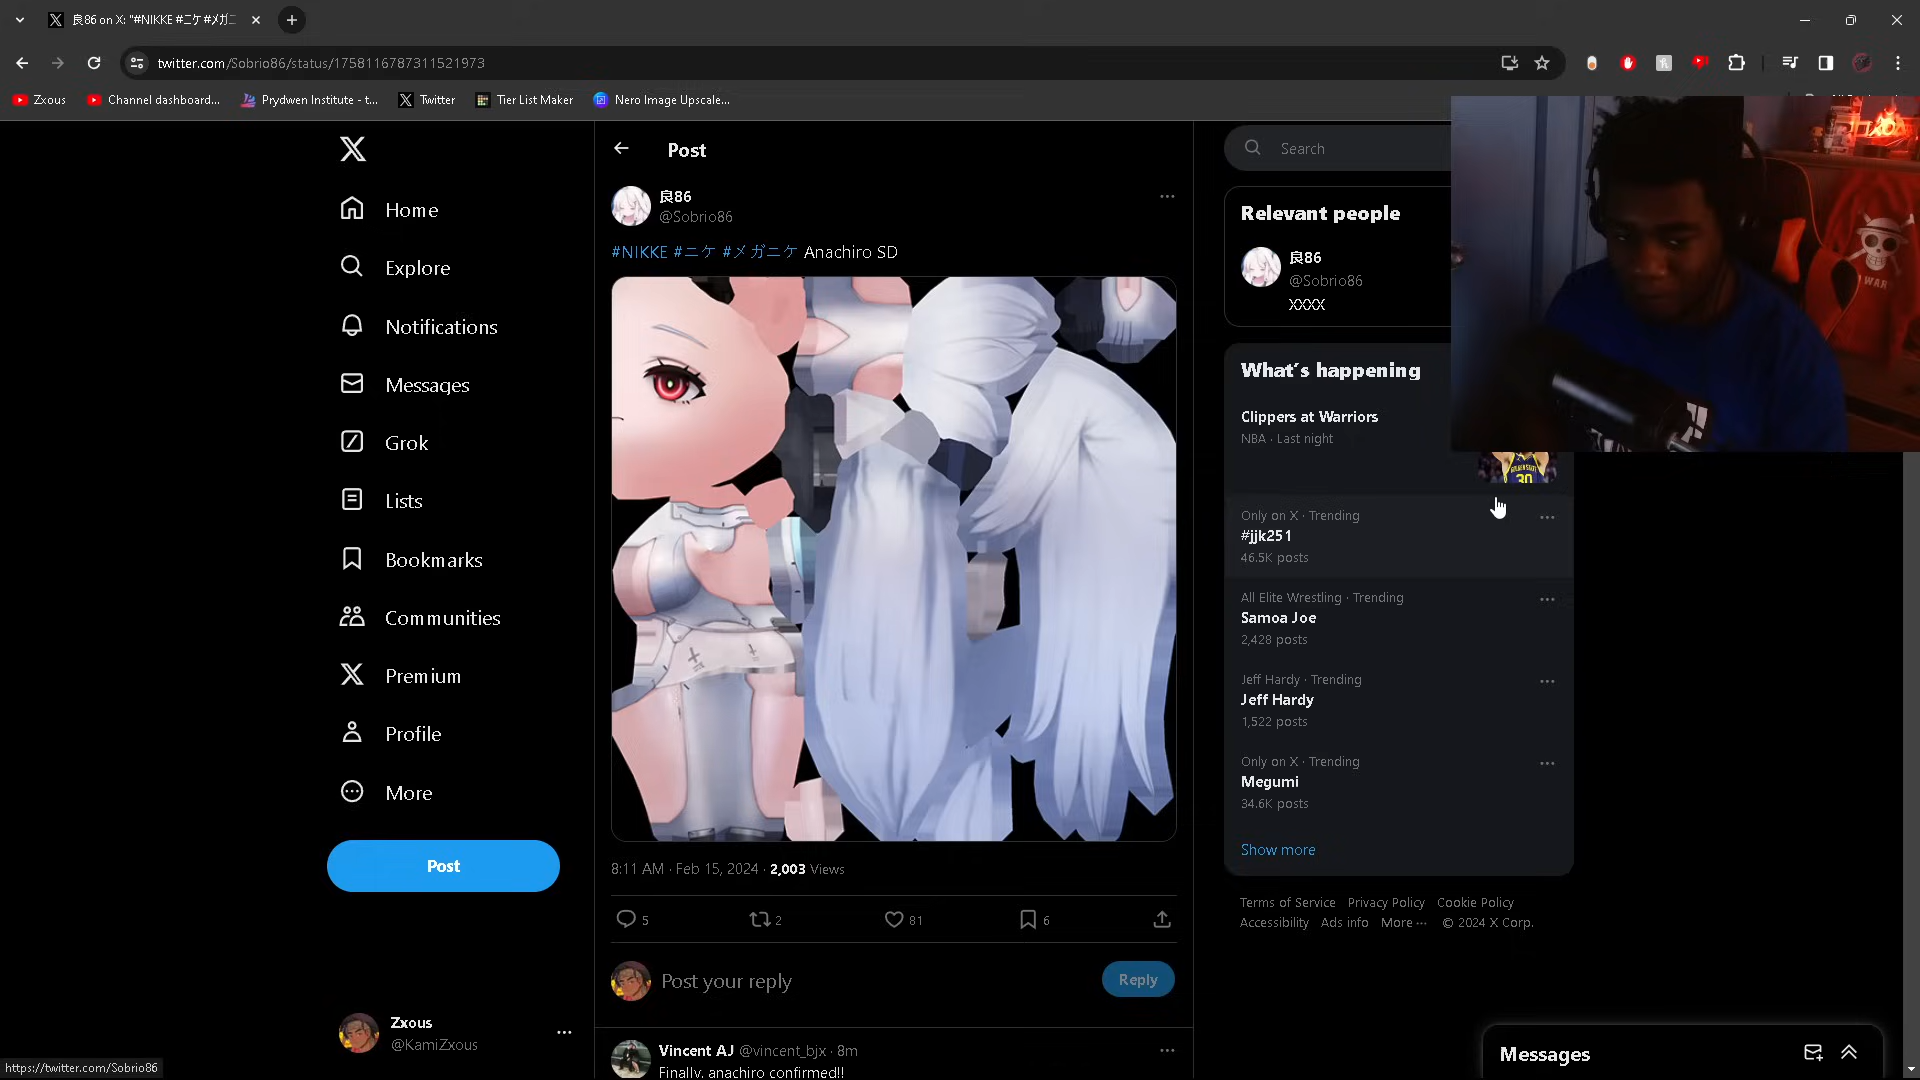 良86 on X: "#NIKKE #ニケ #メガニ
twitter.com/Sobrio86/status/1758116787311521973
Zxous
Channel dashboard...
Prydwen Institute - t...
Twitter
Tier List Maker
Nero Image Upscale...
Home
Explore
Notifications
Messages
Grok
Lists
Bookmarks
Communities
Premium
Profile
More
Post
Zxous
@KamiZxous
https://twitter.com/Sobrio86
Post
良86
@Sobrio86
#NIKKE #ニケ #メガニケ Anachiro SD
8:11 AM · Feb 15, 2024 · 2,003 Views
5
2
81
6
Post your reply
Reply
Vincent AJ @vincent_bjx · 8m
Finally. anachiro confirmed!!
Search
Relevant people
良86
@Sobrio86
XXXX
What's happening
Clippers at Warriors
NBA · Last night
30
Only on X · Trending
#jjk251
46.5K posts
All Elite Wrestling · Trending
Samoa Joe
2,428 posts
Jeff Hardy · Trending
Jeff Hardy
1,522 posts
Only on X · Trending
Megumi
34.6K posts
Show more
Terms of Service Privacy Policy Cookie Policy
Accessibility Ads info More ··· © 2024 X Corp.
Messages
WAR